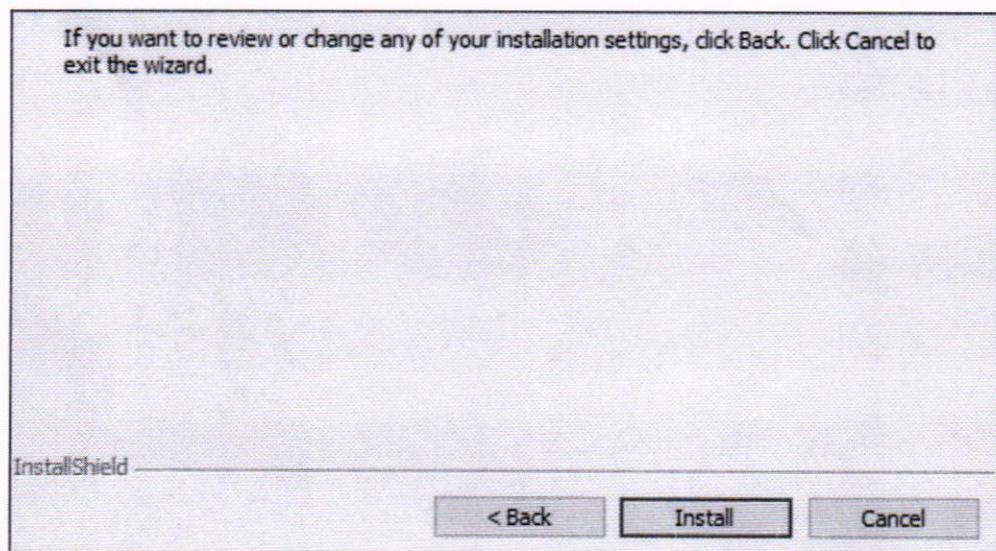 If you want to review or change any of your installation settings, click Back. Click Cancel to
exit the wizard.
InstallShield
< Back
Install
Cancel